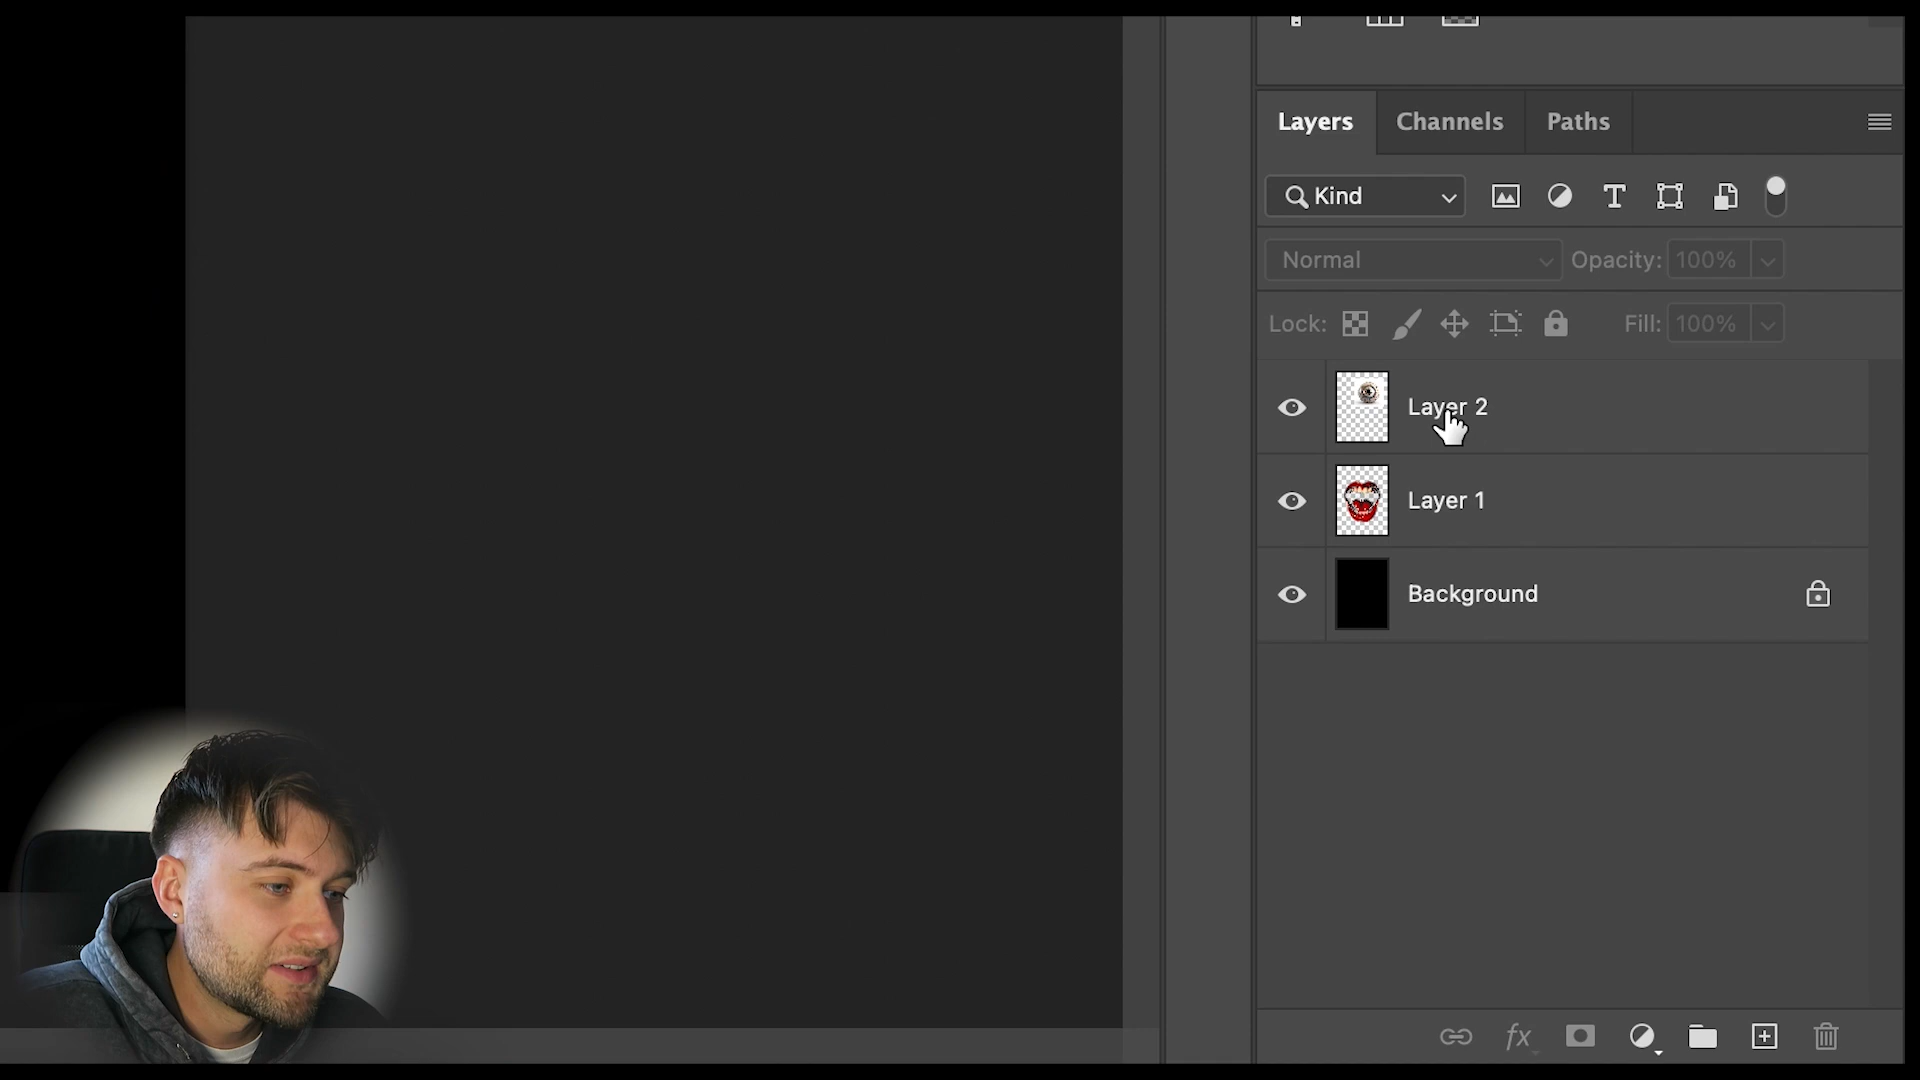 Layers Channels Paths
Kind T
Normal Opacity: 100%
Lock: Fill: 100%
Layer 2
Layer 1
Background
fx